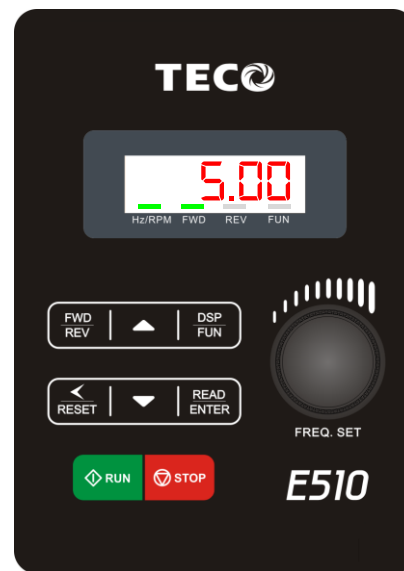 TECO
5.00
Hz/RPM FWD REV FUN
FWD
REV
DSP
FUN
RESET
READ
ENTER
FREQ. SET
RUN
STOP
E510